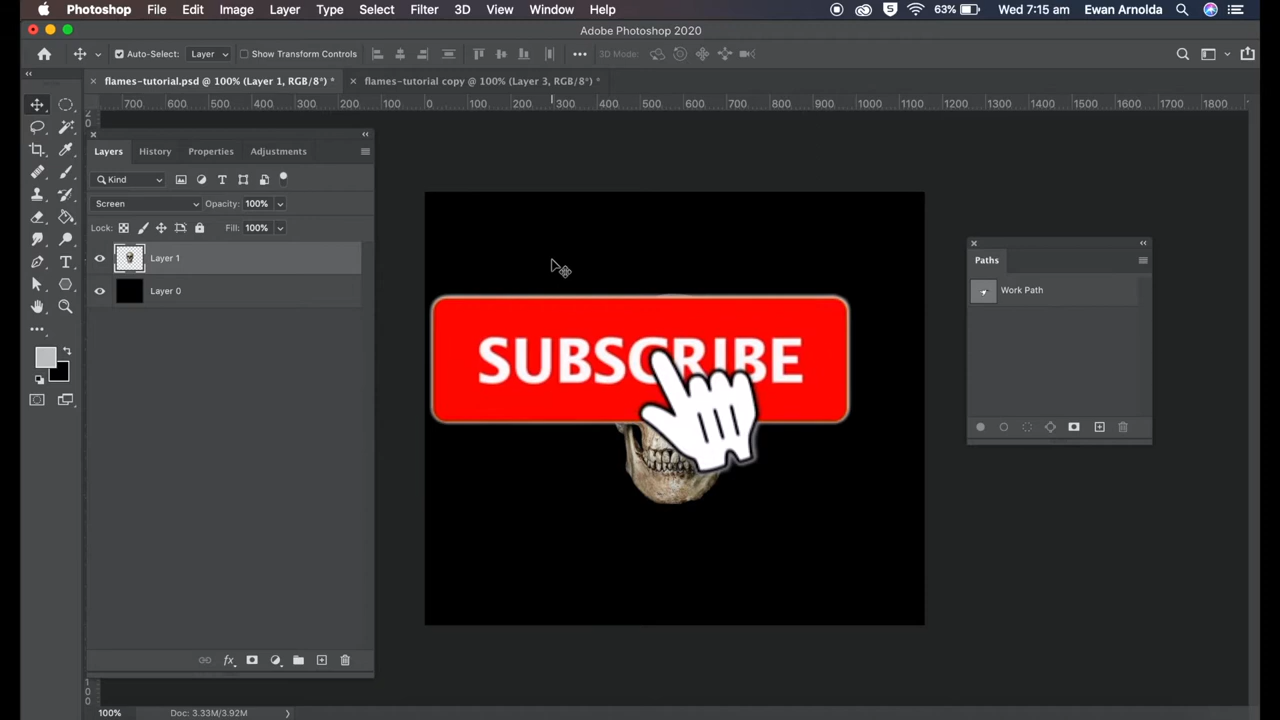 Photoshop File Edit Image Layer Type Select Filter 3D View Window Help 63% Wed 7:15 am Ewan Arnolda
Adobe Photoshop 2020
Auto-Select: Layer Show Transform Controls 3D Mode:
flames-tutorial.psd @ 100% (Layer 1, RGB/8*) * flames-tutorial copy @ 100% (Layer 3, RGB/8*) *
700 600 500 400 300 200 100 0 100 200 300 400 500 600 700 800 900 1000 1100 1200 1300 1400 1500 1600 1700 1800
Layers History Properties Adjustments
Kind
Screen Opacity: 100%
Lock: Fill: 100%
Layer 1
Layer 0
Paths
Work Path
SUBSCRIBE
fx
100% Doc: 3.33M/3.92M